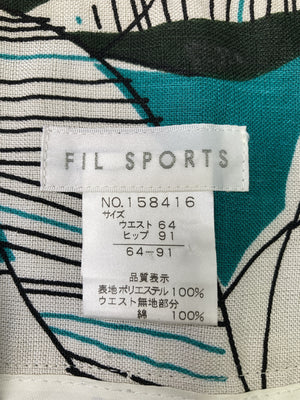 FIL SPORTS
NO.158416
サイズ
ウエスト 64
ヒップ 91
64-91
品質表示
表地ポリエステル100%
ウエスト無地部分
綿 100%